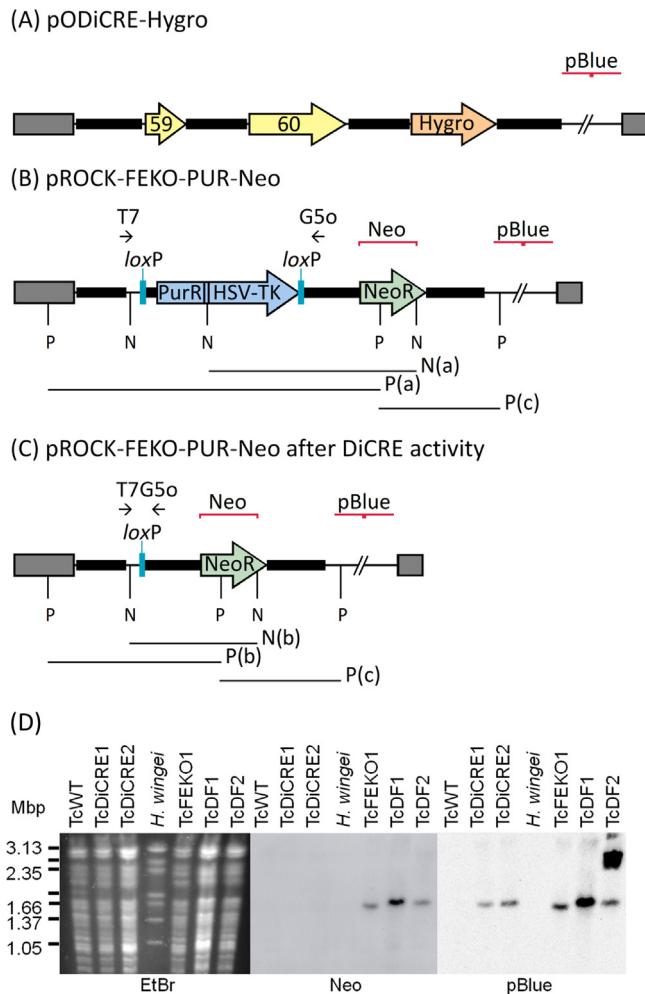 (A) pODiCRE-Hygro
pBlue
59 60 Hygro
(B) pROCK-FEKO-PUR-Neo
T7 G5o Neo pBlue
loxP loxP
PurR HSV-TK NeoR
P N N P N P
N(a)
P(a)
P(c)
(C) pROCK-FEKO-PUR-Neo after DiCRE activity
T7G5o Neo pBlue
loxP
NeoR
P N P N P
N(b)
P(b)
P(c)
(D)
Mbp TcWT TcDiCRE1 TcDiCRE2 H. wingei TcFEKO1 TcDF1 TcDF2 TcWT TcDiCRE1 TcDiCRE2 H. wingei TcFEKO1 TcDF1 TcDF2 TcWT TcDiCRE1 TcDiCRE2 H. wingei TcFEKO1 TcDF1 TcDF2
3.13
2.35
1.66
1.37
1.05
EtBr Neo pBlue